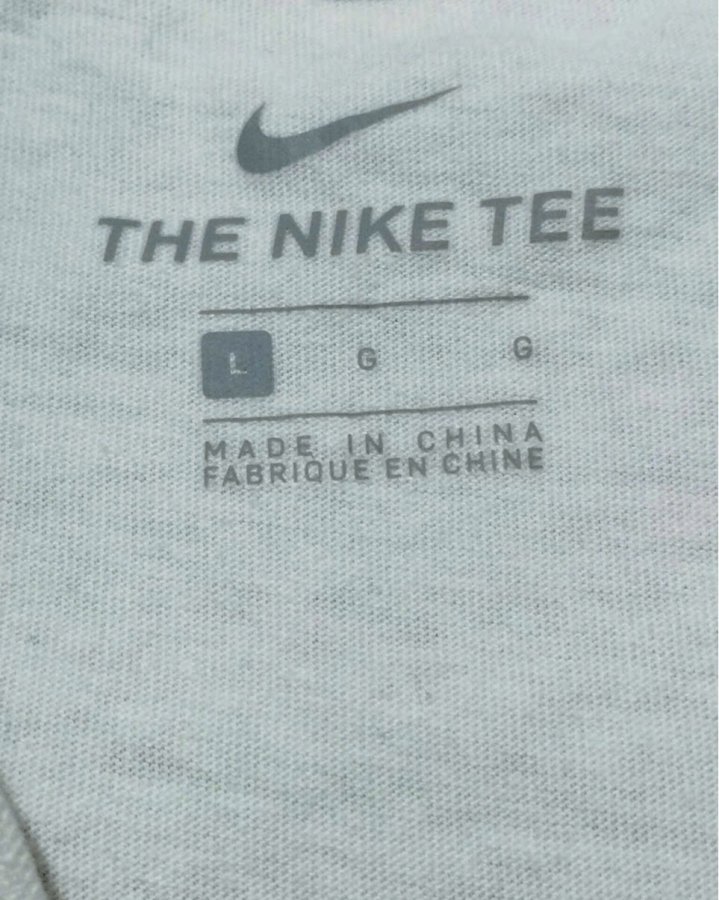 THE NIKE TEE
L G G
MADE IN CHINA
FABRIQUE EN CHINE